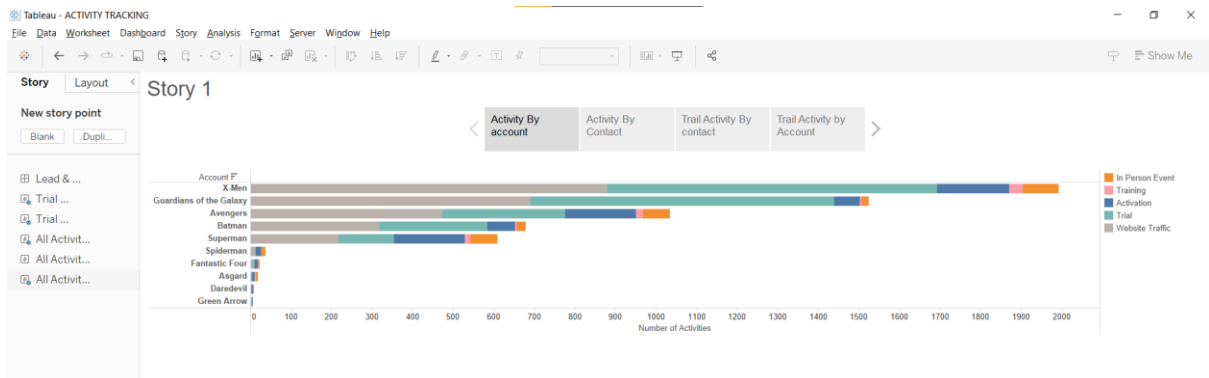 Tableau - ACTIVITY TRACKING
File Data Worksheet Dashboard Story Analysis Format Server Window Help
Show Me
Story Layout
New story point
Blank Dupli...
Lead & ...
Trial ...
Trial ...
All Activit...
All Activit...
All Activit...
Story 1
Activity By
account
Activity By
Contact
Trail Activity By
contact
Trail Activity by
Account
Account
X-Men
Guardians of the Galaxy
Avengers
Batman
Superman
Spiderman
Fantastic Four
Asgard
Daredevil
Green Arrow
0 100 200 300 400 500 600 700 800 900 1000 1100 1200 1300 1400 1500 1600 1700 1800 1900 2000
Number of Activities
In Person Event
Training
Activation
Trial
Website Traffic